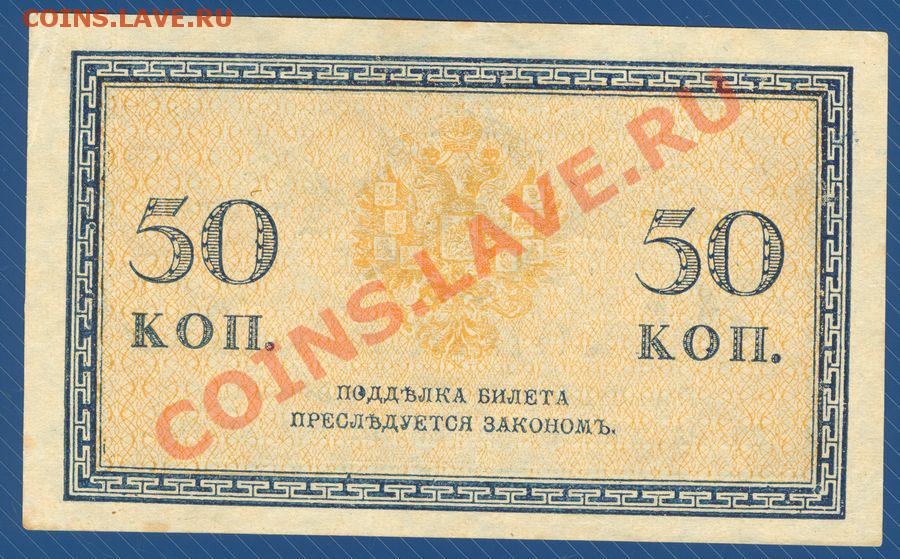 COINS.LAVE.RU
COINS.LAVE.RU
50
КОП.
50
КОП.
ПОДДѢЛКА БИЛЕТА
ПРЕСЛѢДУЕТСЯ ЗАКОНОМЪ.